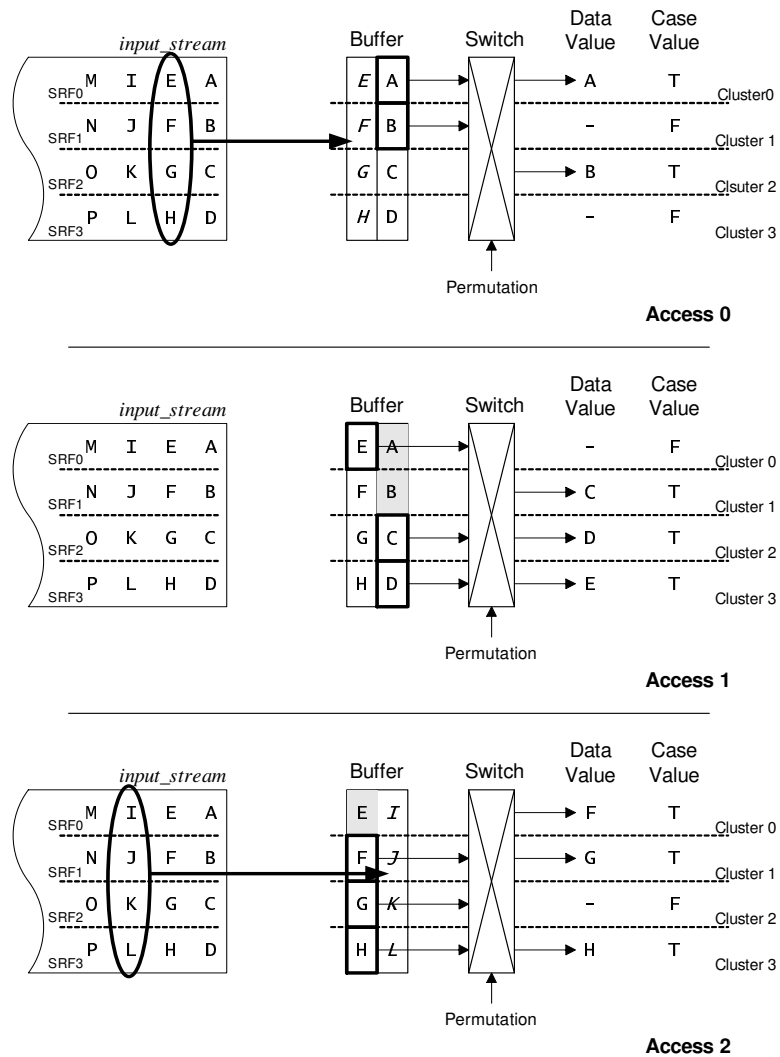 Data Case
input_stream Buffer Switch Value Value
M I E A E A A T
SRF0 Cluster0
N J F B F B - F
SRF1 Cluster 1
O K G C G C B T
SRF2 Clsuter 2
P L H D H D - F
SRF3 Cluster 3
Permutation
Access 0
Data Case
input_stream Buffer Switch Value Value
M I E A E A - F
SRF0 Cluster 0
N J F B F B C T
SRF1 Cluster 1
O K G C G C D T
SRF2 Cluster 2
P L H D H D E T
SRF3 Cluster 3
Permutation
Access 1
Data Case
input_stream Buffer Switch Value Value
M I E A E I F T
SRF0 Cluster 0
N J F B F J G T
SRF1 Cluster 1
O K G C G K - F
SRF2 Cluster 2
P L H D H L H T
SRF3 Cluster 3
Permutation
Access 2